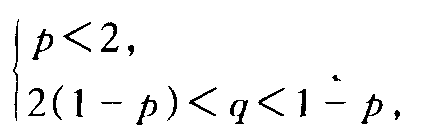 { p<2,
2(1-p)<q<1-p,